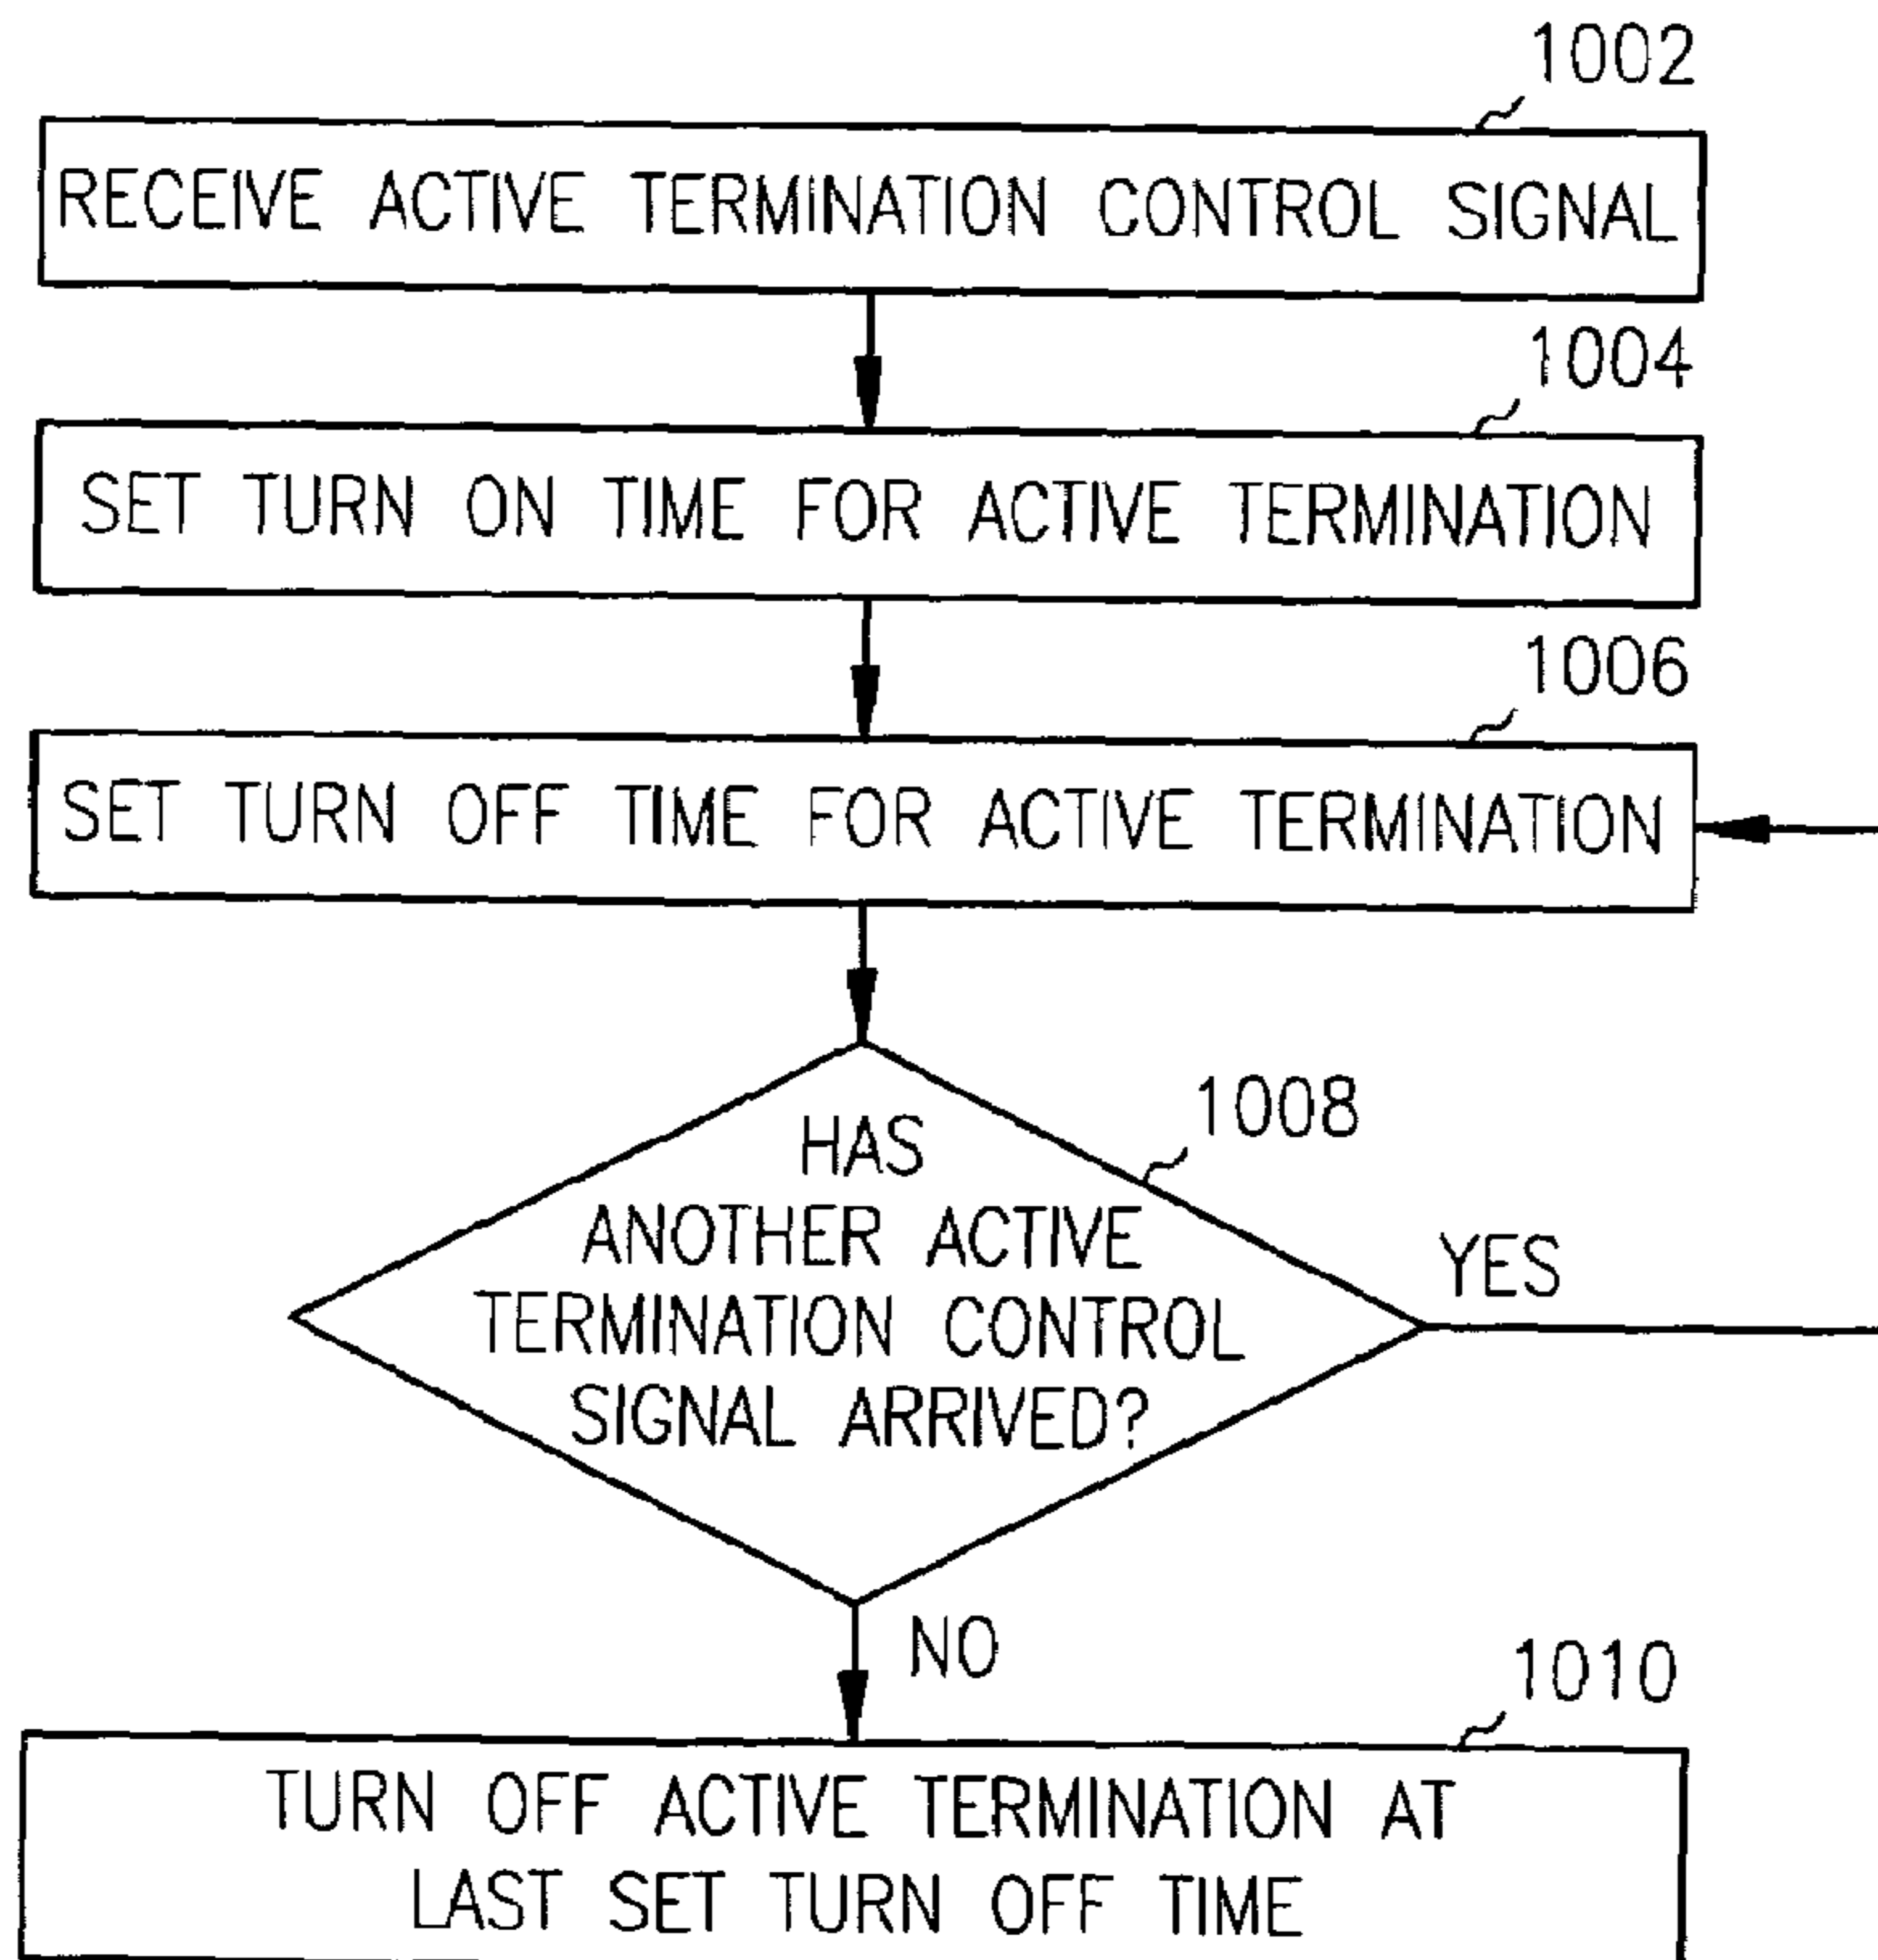 1002
RECEIVE ACTIVE TERMINATION CONTROL SIGNAL
1004
SET TURN ON TIME FOR ACTIVE TERMINATION
1006
SET TURN OFF TIME FOR ACTIVE TERMINATION
1008
HAS
ANOTHER ACTIVE
TERMINATION CONTROL
SIGNAL ARRIVED?
YES
NO
1010
TURN OFF ACTIVE TERMINATION AT
LAST SET TURN OFF TIME